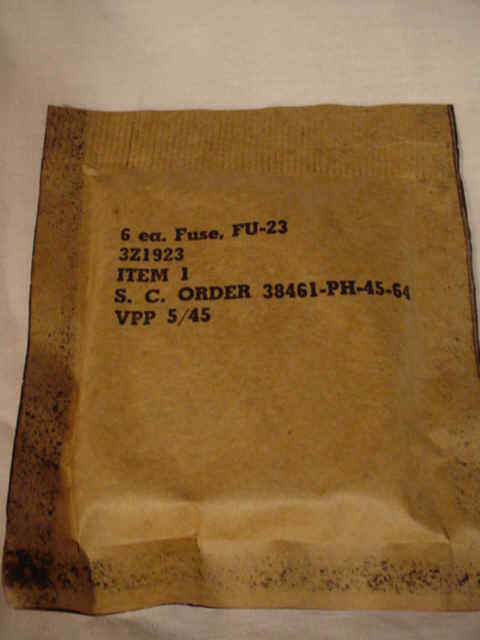 6 ea. Fuse, FU-23
3Z1923
ITEM 1
S. C. ORDER 38461-PH-45-64
VPP 5/45